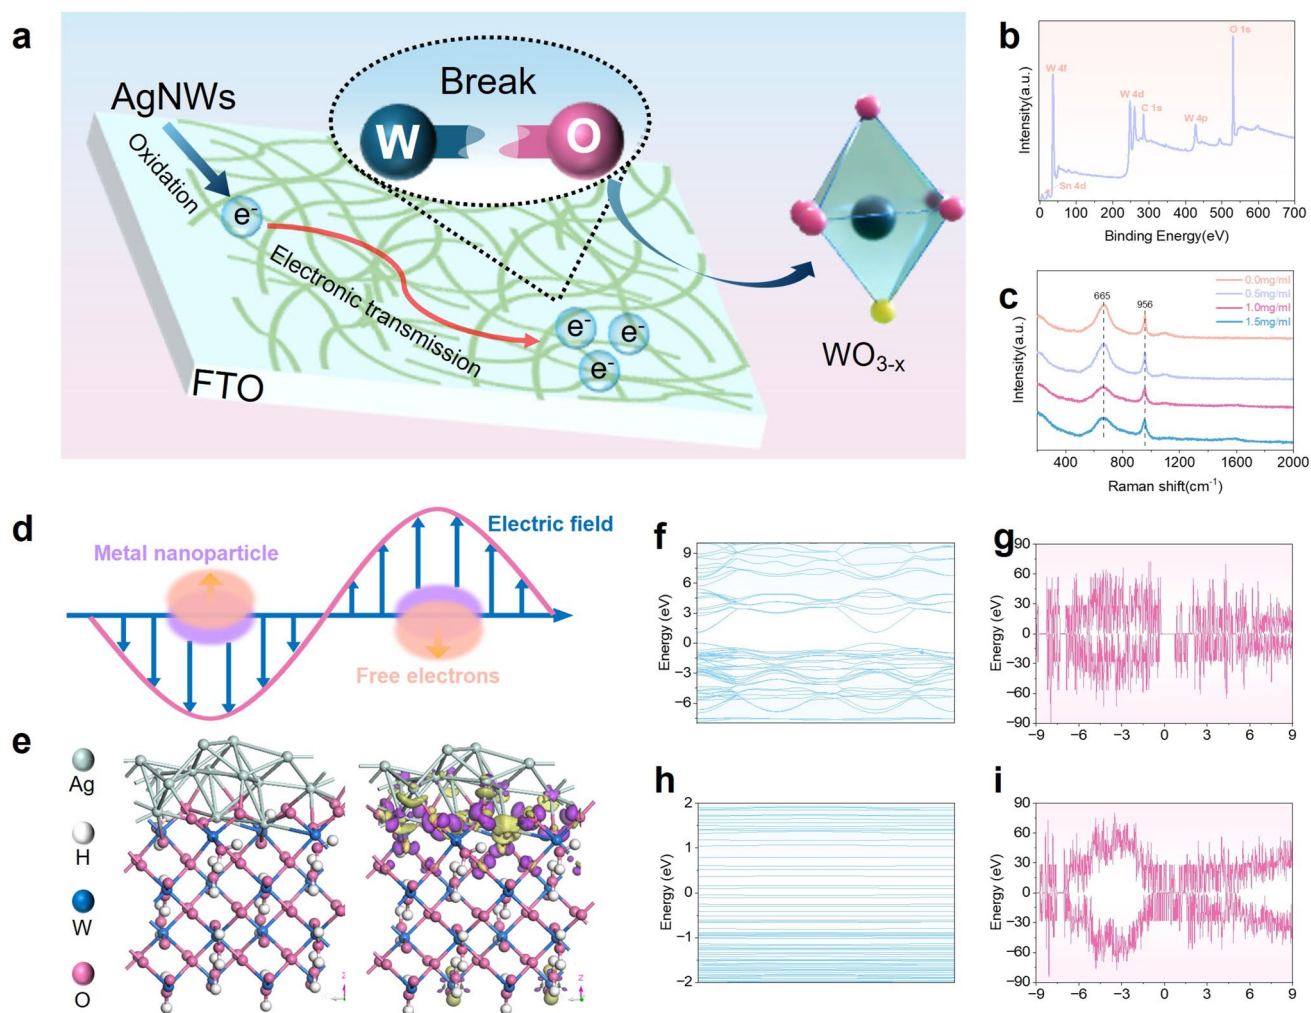 a
AgNWs
Oxidation
e-
Break
W
O
Electronic transmission
e-
e-
e-
FTO
WO3-x
b
Intensity(a.u.)
W 4f
Sn 4d
W 4d
C 1s
W 4p
O 1s
0 100 200 300 400 500 600 700
Binding Energy(eV)
c
Intensity(a.u.)
665
956
0.0mg/ml
0.5mg/ml
1.0mg/ml
1.5mg/ml
400 800 1200 1600 2000
Raman shift(cm-1)
d
Metal nanoparticle
Electric field
Free electrons
e
Ag
H
W
O
z
z
f
Energy (eV)
9
6
3
0
−3
−6
g
Energy (eV)
90
60
30
0
−30
−60
−90
−9 −6 −3 0 3 6 9
h
Energy (eV)
2
1
0
−1
−2
i
Energy (eV)
90
60
30
0
−30
−60
−90
−9 −6 −3 0 3 6 9